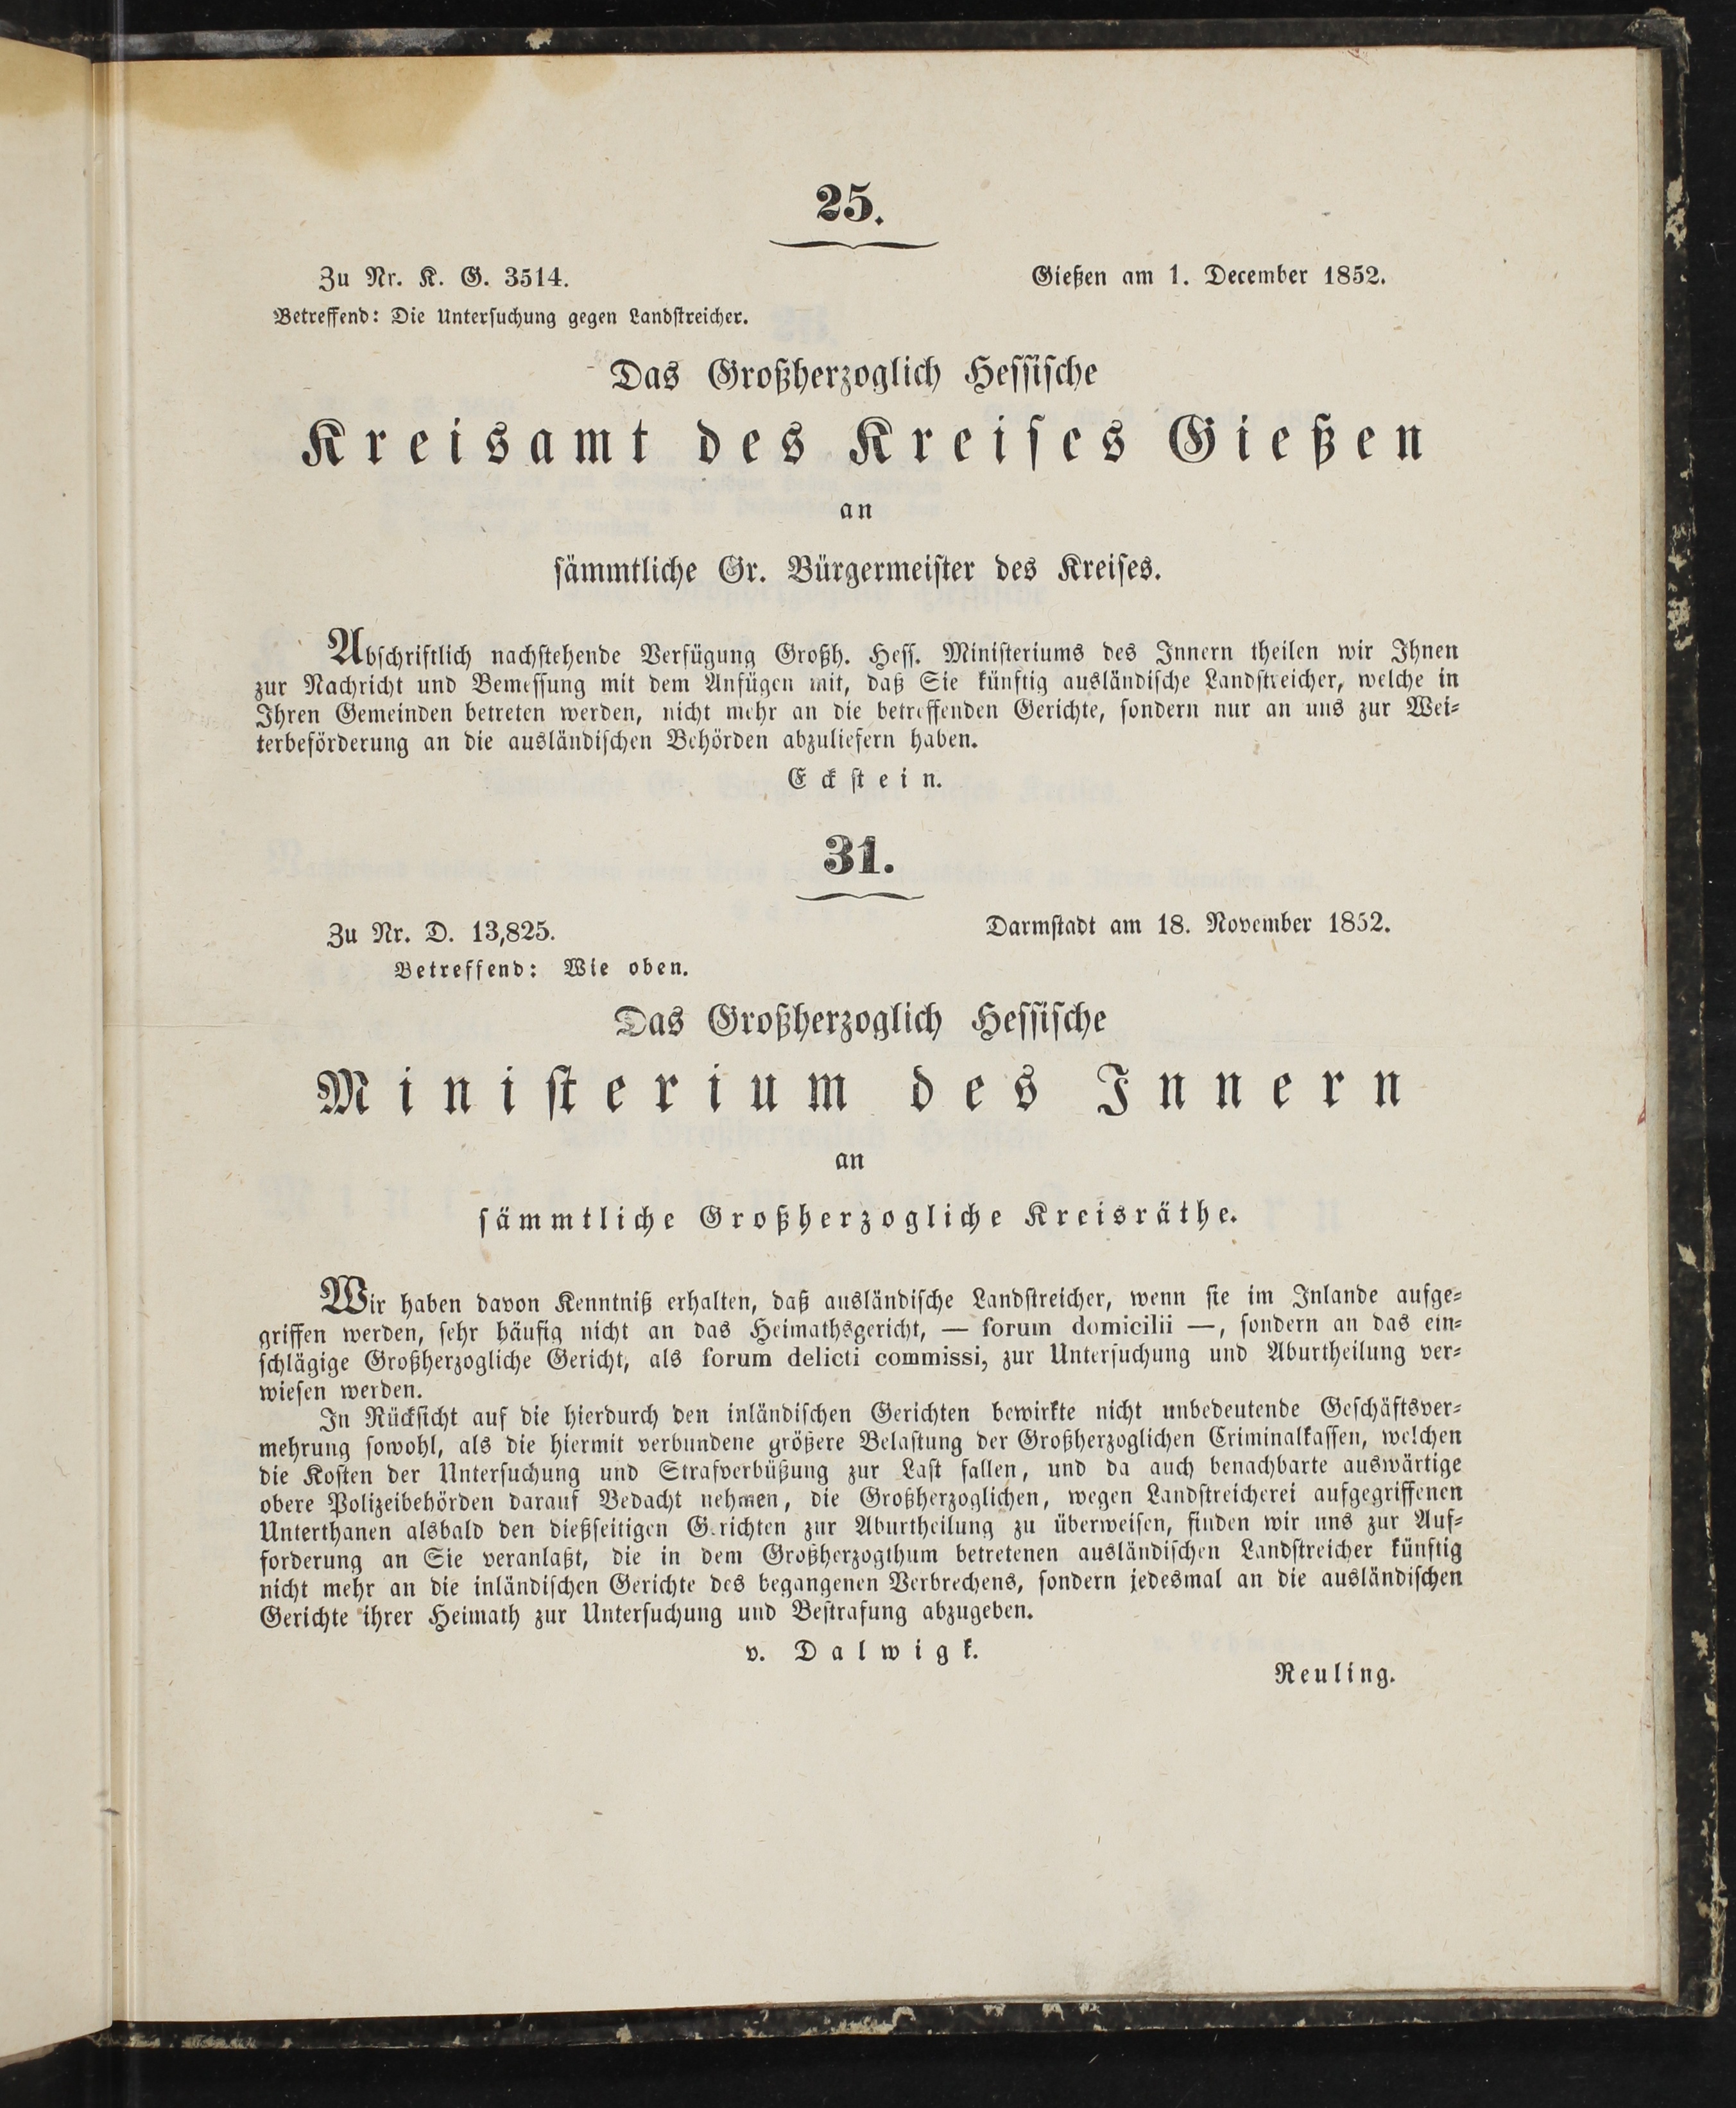 25.
Zu Nr. K. G. 3514.
Gießen am 1. December 1852.
Betreffend: Die Untersuchung gegen Landstreicher.
Das Großherzoglich Hessische
Kreisamt des Kreises Gießen
an
sämmtliche Gr. Bürgermeister des Kreises.
Abschriftlich nachstehende Verfügung Großh. Hess. Ministeriums des Innern theilen wir Ihnen
zur Nachricht und Bemessung mit dem Anfügen mit, daß Sie künftig ausländische Landstreicher, welche in
Ihren Gemeinden betreten werden, nicht mehr an die betreffenden Gerichte, sondern nur an uns zur Wei-
terbeförderung an die ausländischen Behörden abzuliefern haben.
Eckstein.
31.
Zu Nr. D. 13,825.
Darmstadt am 18. November 1852.
Betreffend: Wie oben.
Das Großherzoglich Hessische
Ministerium des Innern
an
sämmtliche Großherzogliche Kreisräthe.
Wir haben davon Kenntniß erhalten, daß ausländische Landstreicher, wenn sie im Inlande aufge-
griffen werden, sehr häufig nicht an das Heimathsgericht, — forum domicilii —, sondern an das ein-
schlägige Großherzogliche Gericht, als forum delicti commissi, zur Untersuchung und Aburtheilung ver-
wiesen werden.
In Rücksicht auf die hierdurch den inländischen Gerichten bewirkte nicht unbedeutende Geschäftsver-
mehrung sowohl, als die hiermit verbundene größere Belastung der Großherzoglichen Criminalkassen, welchen
die Kosten der Untersuchung und Strafverbüßung zur Last fallen, und da auch benachbarte auswärtige
obere Polizeibehörden darauf Bedacht nehmen, die Großherzoglichen, wegen Landstreicherei aufgegriffenen
Unterthanen alsbald den dießseitigen Gerichten zur Aburtheilung zu überweisen, finden wir uns zur Auf-
forderung an Sie veranlaßt, die in dem Großherzogthum betretenen ausländischen Landstreicher künftig
nicht mehr an die inländischen Gerichte des begangenen Verbrechens, sondern jedesmal an die ausländischen
Gerichte ihrer Heimath zur Untersuchung und Bestrafung abzugeben.
v. Dalwigk.
Reuling.